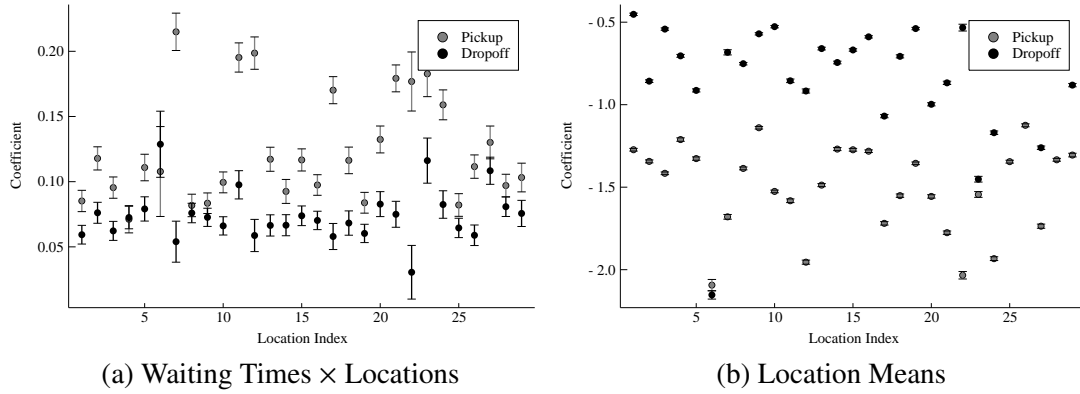 Pickup
Dropoff
0.20
0.15
0.10
0.05
Coefficient
5
10
15
20
25
Location Index
(a) Waiting Times × Locations
Pickup
Dropoff
- 0.5
- 1.0
- 1.5
- 2.0
Coefficient
5
10
15
20
25
Location Index
(b) Location Means